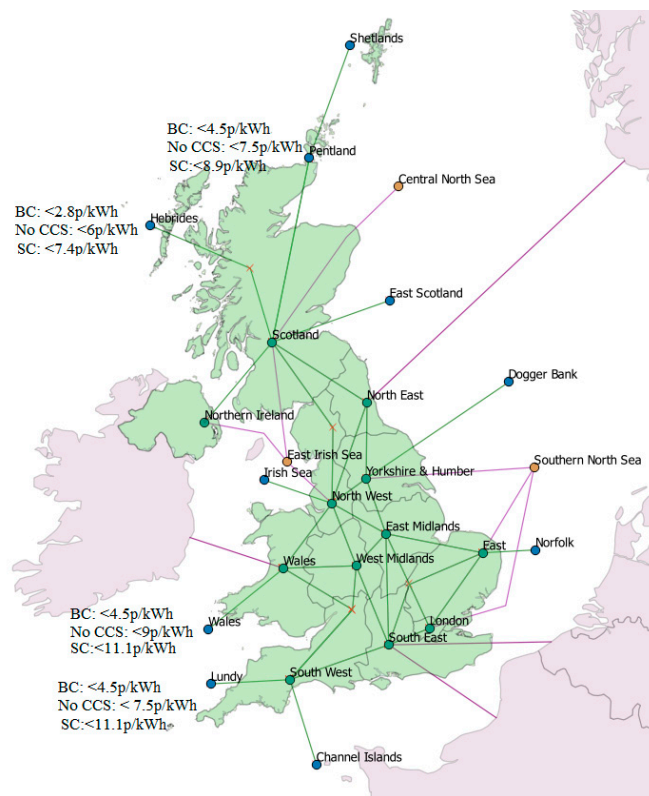 Shetlands
BC: <4.5p/kWh
No CCS: <7.5p/kWh
Pentland
SC:<8.9p/kWh
Central North Sea
BC: <2.8p/kWh
Hebrides
No CCS: <6p/kWh
SC: <7.4p/kWh
East Scotland
Scotland
Dogger Bank
North East
Northern Ireland
East Irish Sea
Southern North Sea
Irish Sea
Yorkshire & Humber
North West
East Midlands
East
Norfolk
Wales
West Midlands
BC: <4.5p/kWh
Wales
No CCS: <9p/kWh
London
SC:<11.1p/kWh
South East
BC: <4.5p/kWh
Lundy
South West
No CCS: < 7.5p/kWh
SC:<11.1p/kWh
Channel Islands